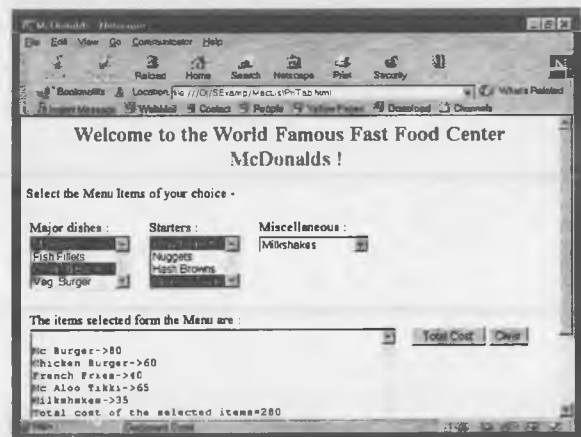 McDonalds - Netscape
File Edit View Go Communicator Help
Reload Home Search Netscape Print Security
Bookmarks Location: What's Related
Instant Message WebMail Contact People Yellow Pages Download Channels
Welcome to the World Famous Fast Food Center
McDonalds !
Select the Menu Items of your choice -
Major dishes : Starters : Miscellaneous :
Milkshakes
Fish Fillets Nuggets
Hash Browns
Veg Burger
The items selected form the Menu are :
Total Cost Clear
Mc Burger->80
Chicken Burger->60
French Fries->40
Mc Aloo Tikki->65
Milkshakes->35
Total cost of the selected items=280
Document: Done